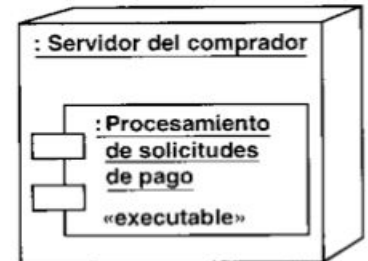 : Servidor del comprador
: Procesamiento
de solicitudes
de pago
«executable»